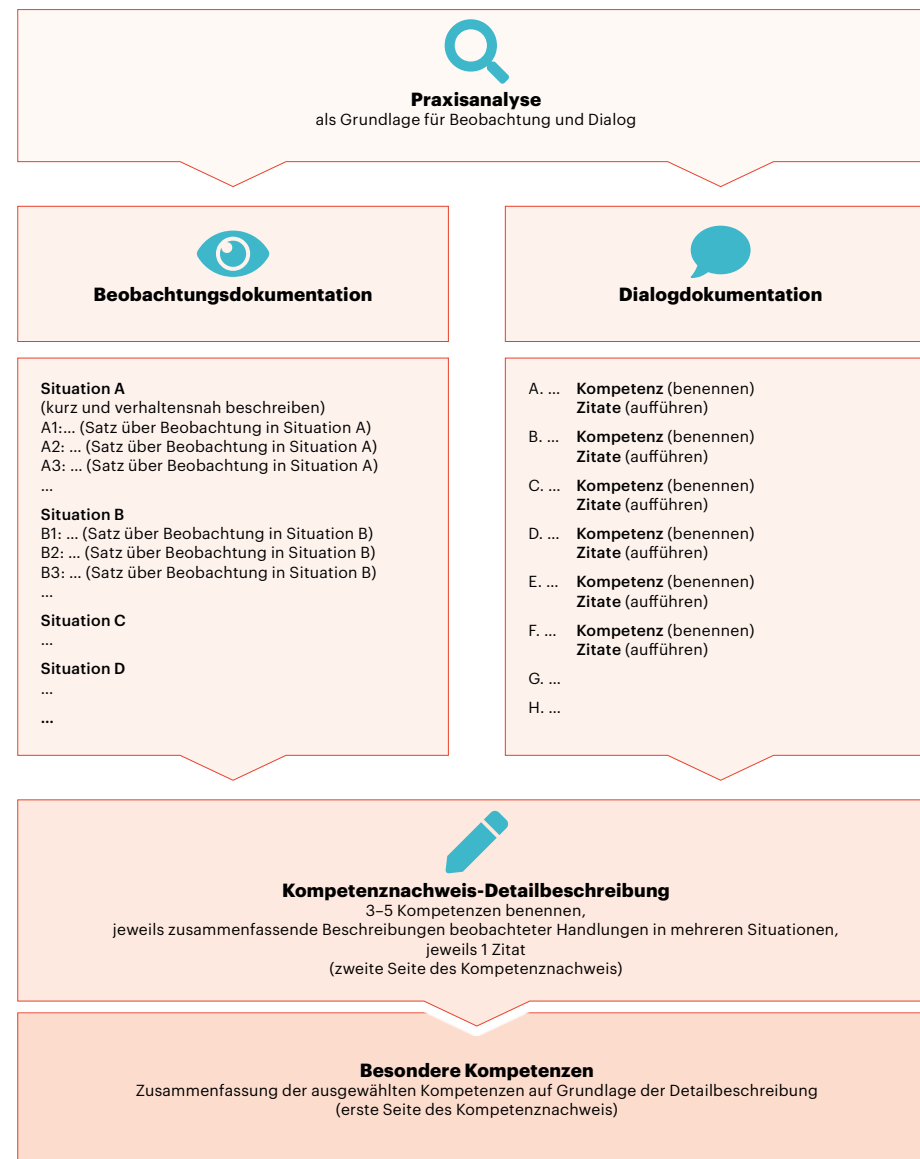 Praxisanalyse
als Grundlage für Beobachtung und Dialog
Beobachtungsdokumentation
Situation A
(kurz und verhaltensnah beschreiben)
A1:... (Satz über Beobachtung in Situation A)
A2: ... (Satz über Beobachtung in Situation A)
A3: ... (Satz über Beobachtung in Situation A)
...
Situation B
B1: ... (Satz über Beobachtung in Situation B)
B2: ... (Satz über Beobachtung in Situation B)
B3: ... (Satz über Beobachtung in Situation B)
...
Situation C
...
Situation D
...
...
Dialogdokumentation
A. ... Kompetenz (benennen)
Zitate (aufführen)
B. ... Kompetenz (benennen)
Zitate (aufführen)
C. ... Kompetenz (benennen)
Zitate (aufführen)
D. ... Kompetenz (benennen)
Zitate (aufführen)
E. ... Kompetenz (benennen)
Zitate (aufführen)
F. ... Kompetenz (benennen)
Zitate (aufführen)
G. ...
H. ...
Kompetenznachweis-Detailbeschreibung
3–5 Kompetenzen benennen,
jeweils zusammenfassende Beschreibungen beobachteter Handlungen in mehreren Situationen,
jeweils 1 Zitat
(zweite Seite des Kompetenznachweis)
Besondere Kompetenzen
Zusammenfassung der ausgewählten Kompetenzen auf Grundlage der Detailbeschreibung
(erste Seite des Kompetenznachweis)